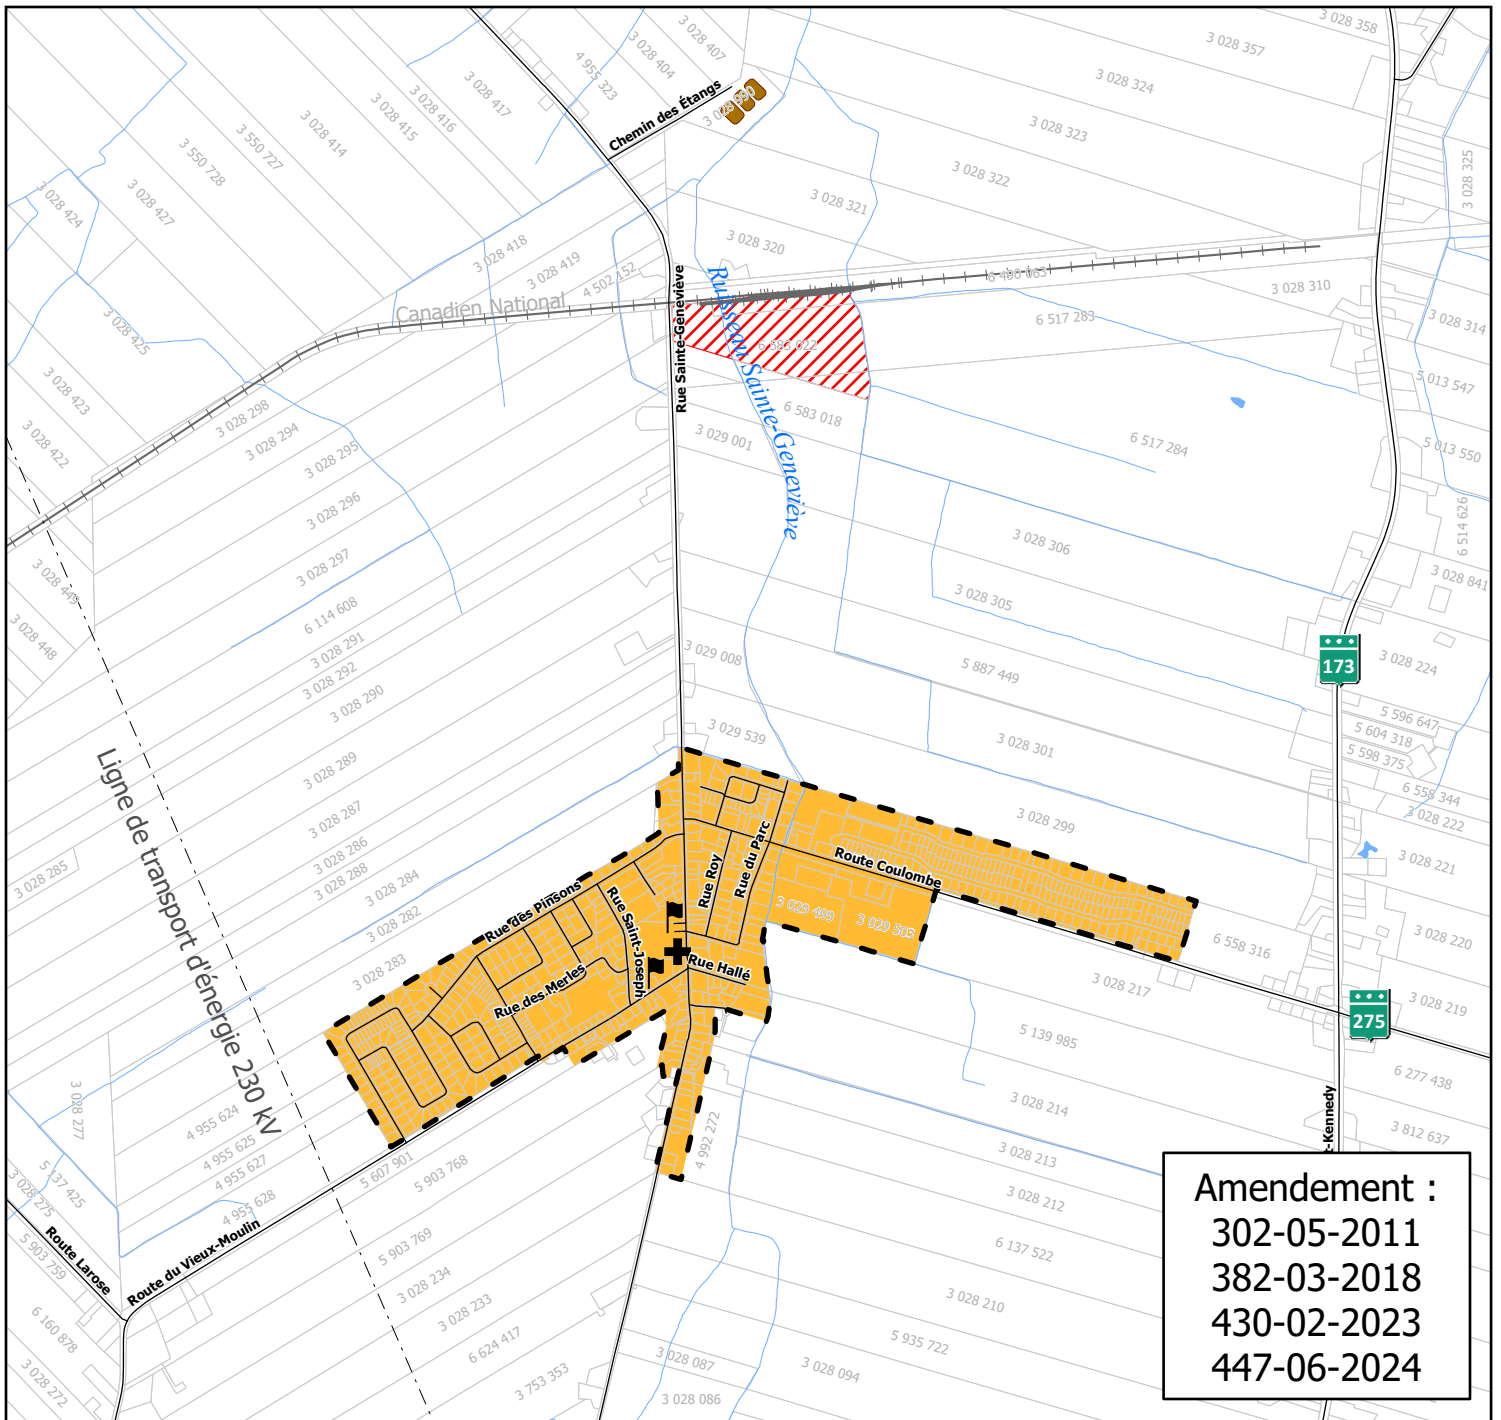 3 028 358
3 028 357
3 028 407
3 028 404
4 955 323
3 028 324
3 028 417
3 028 416
3 028 415
3 028 414
3 550 727
3 550 728
Chemin des Étangs
3 028 990
3 028 323
3 028 322
3 028 325
3 028 424
3 028 427
3 028 321
3 028 320
3 028 418
3 028 419
4 502 152
Canadien National
Rue Sainte-Geneviève
Ruisseau Sainte-Geneviève
6 490 063
3 028 310
6 517 283
3 028 314
3 028 425
6 583 022
5 013 547
3 028 423
3 028 298
3 028 294
3 028 295
3 028 422
6 583 018
3 029 001
6 517 284
5 013 550
3 028 296
6 514 626
3 028 306
3 028 297
3 028 449
3 028 841
6 114 608
3 028 305
3 028 448
3 028 291
3 028 292
3 028 290
3 029 008
5 887 449
173
3 028 224
5 596 647
5 604 318
5 598 375
3 029 539
3 028 301
Ligne de transport d'énergie 230 kV
3 028 289
6 558 344
3 028 287
3 028 299
3 028 222
3 028 286
3 028 288
3 028 285
3 028 284
3 028 221
Route Coulombe
Rue du Parc
Rue Roy
3 028 282
Rue des Pinsons
Rue Saint-Joseph
3 029 499
3 029 503
3 028 283
6 558 316
3 028 220
Rue Hallé
Rue des Merles
3 028 217
3 028 219
275
5 139 985
6 277 438
3 028 277
4 955 624
4 955 625
4 955 627
4 955 628
3 028 214
3 812 637
t-Kennedy
4 992 272
3 028 213
5 607 901
5 903 768
5 137 425
3 028 275
3 028 212
Route Larose
Route du Vieux-Moulin
5 903 759
5 903 769
6 137 522
3 028 234
3 028 233
3 028 210
6 160 878
6 624 417
5 935 722
3 028 272
3 753 353
3 028 087
3 028 094
3 028 086
Amendement :
302-05-2011
382-03-2018
430-02-2023
447-06-2024